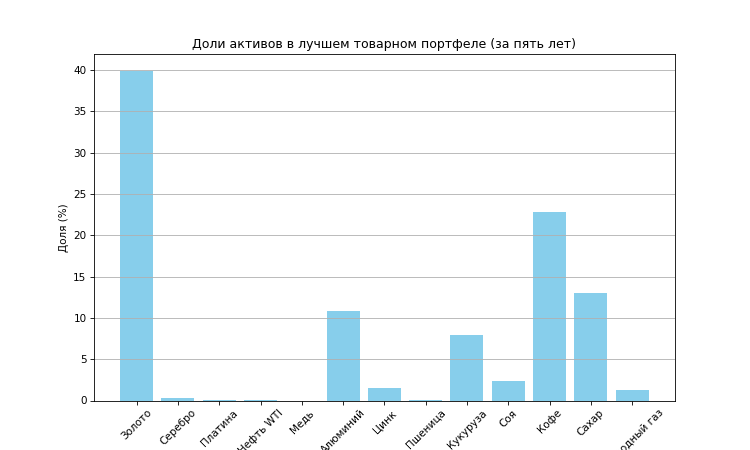 Доли активов в лучшем товарном портфеле (за пять лет)
Доля (%)
40
35
30
25
20
15
10
5
0
Золото
Серебро
Платина
Нефть WTI
Медь
Алюминий
Цинк
Пшеница
Кукуруза
Соя
Кофе
Сахар
газ